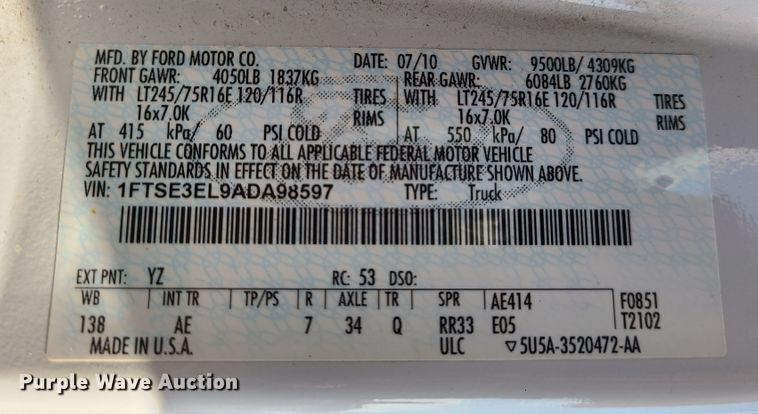 MFD. BY FORD MOTOR CO. DATE: 07/10 GVWR: 9500LB/ 4309KG
FRONT GAWR: 4050LB 1837KG REAR GAWR: 6084LB 2760KG
WITH LT245/75R16E 120/116R TIRES WITH LT245/75R16E 120/116R TIRES
16x7.0K RIMS 16x7.0K RIMS
AT 415 kPa/ 60 PSI COLD AT 550 kPa/ 80 PSI COLD
THIS VEHICLE CONFORMS TO ALL APPLICABLE FEDERAL MOTOR VEHICLE
SAFETY STANDARDS IN EFFECT ON THE DATE OF MANUFACTURE SHOWN ABOVE.
VIN: 1FTSE3EL9ADA98597 TYPE: Truck
EXT PNT: YZ RC: 53 DSO:
WB INT TR TP/PS R AXLE TR SPR AE414 F0851
138 AE 7 34 Q RR33 E05 T2102
MADE IN U.S.A. ULC ▽5U5A-3520472-AA
Purple Wave Auction